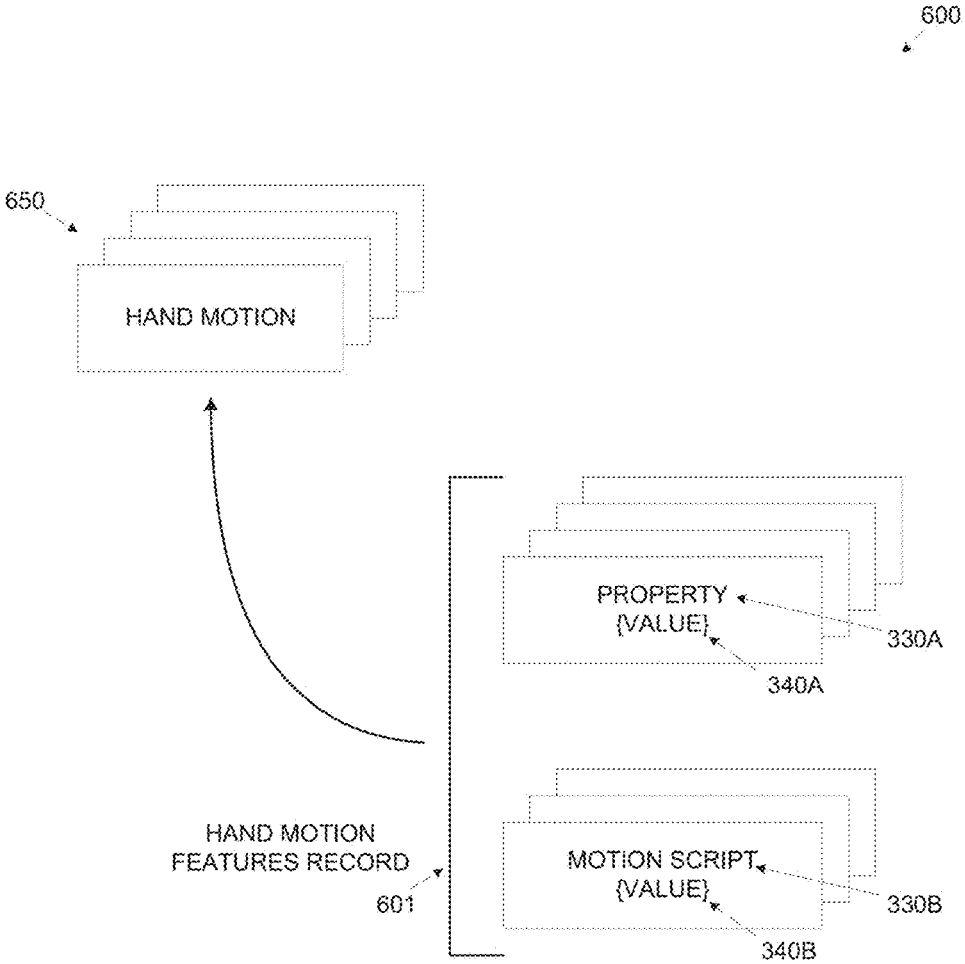 600
650
HAND MOTION
PROPERTY
{VALUE}
330A
340A
HAND MOTION
FEATURES RECORD
601
MOTION SCRIPT
{VALUE}
330B
340B